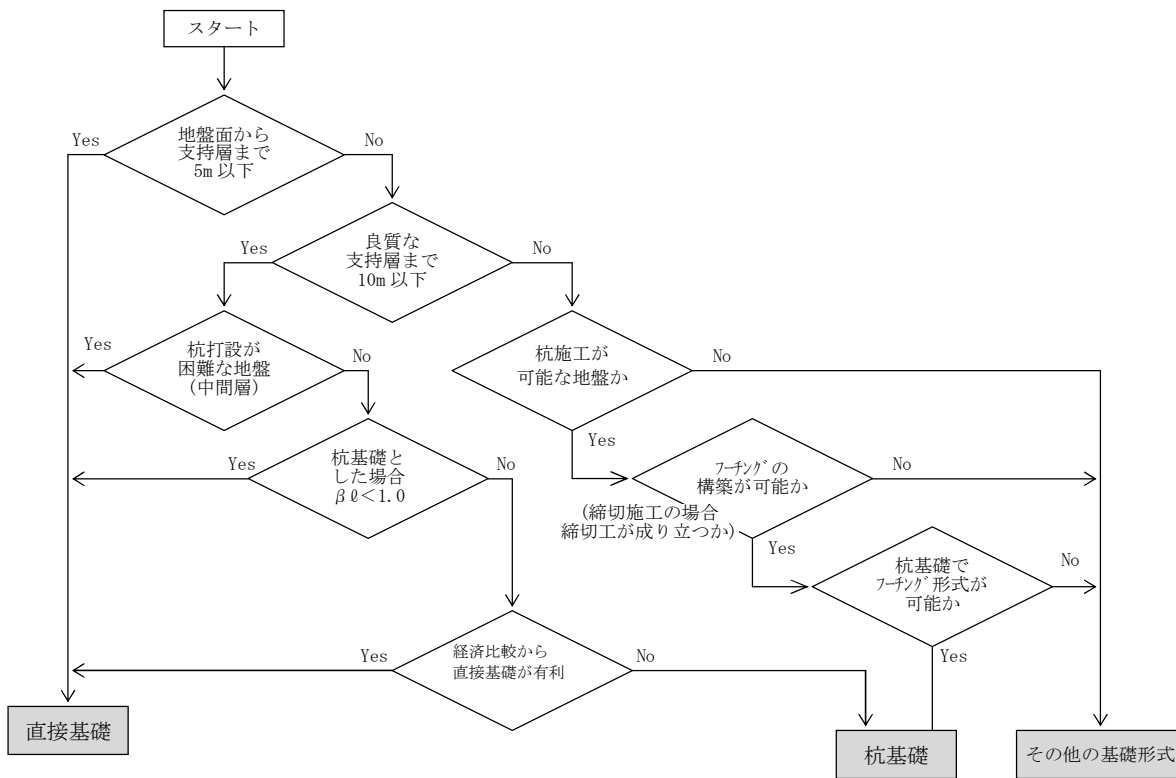 スタート
地盤面から
支持層まで
5m 以下
Yes
No
良質な
支持層まで
10m 以下
Yes
No
杭打設が
困難な地盤
(中間層)
Yes
No
杭施工が
可能な地盤か
No
Yes
杭基礎と
した場合
βℓ＜1.0
Yes
No
ﾌｰﾁﾝｸﾞの
構築が可能か
No
(締切施工の場合
締切工が成り立つか)
Yes
杭基礎で
ﾌｰﾁﾝｸﾞ形式が
可能か
No
Yes
経済比較から
直接基礎が有利
Yes
No
直接基礎
杭基礎
その他の基礎形式